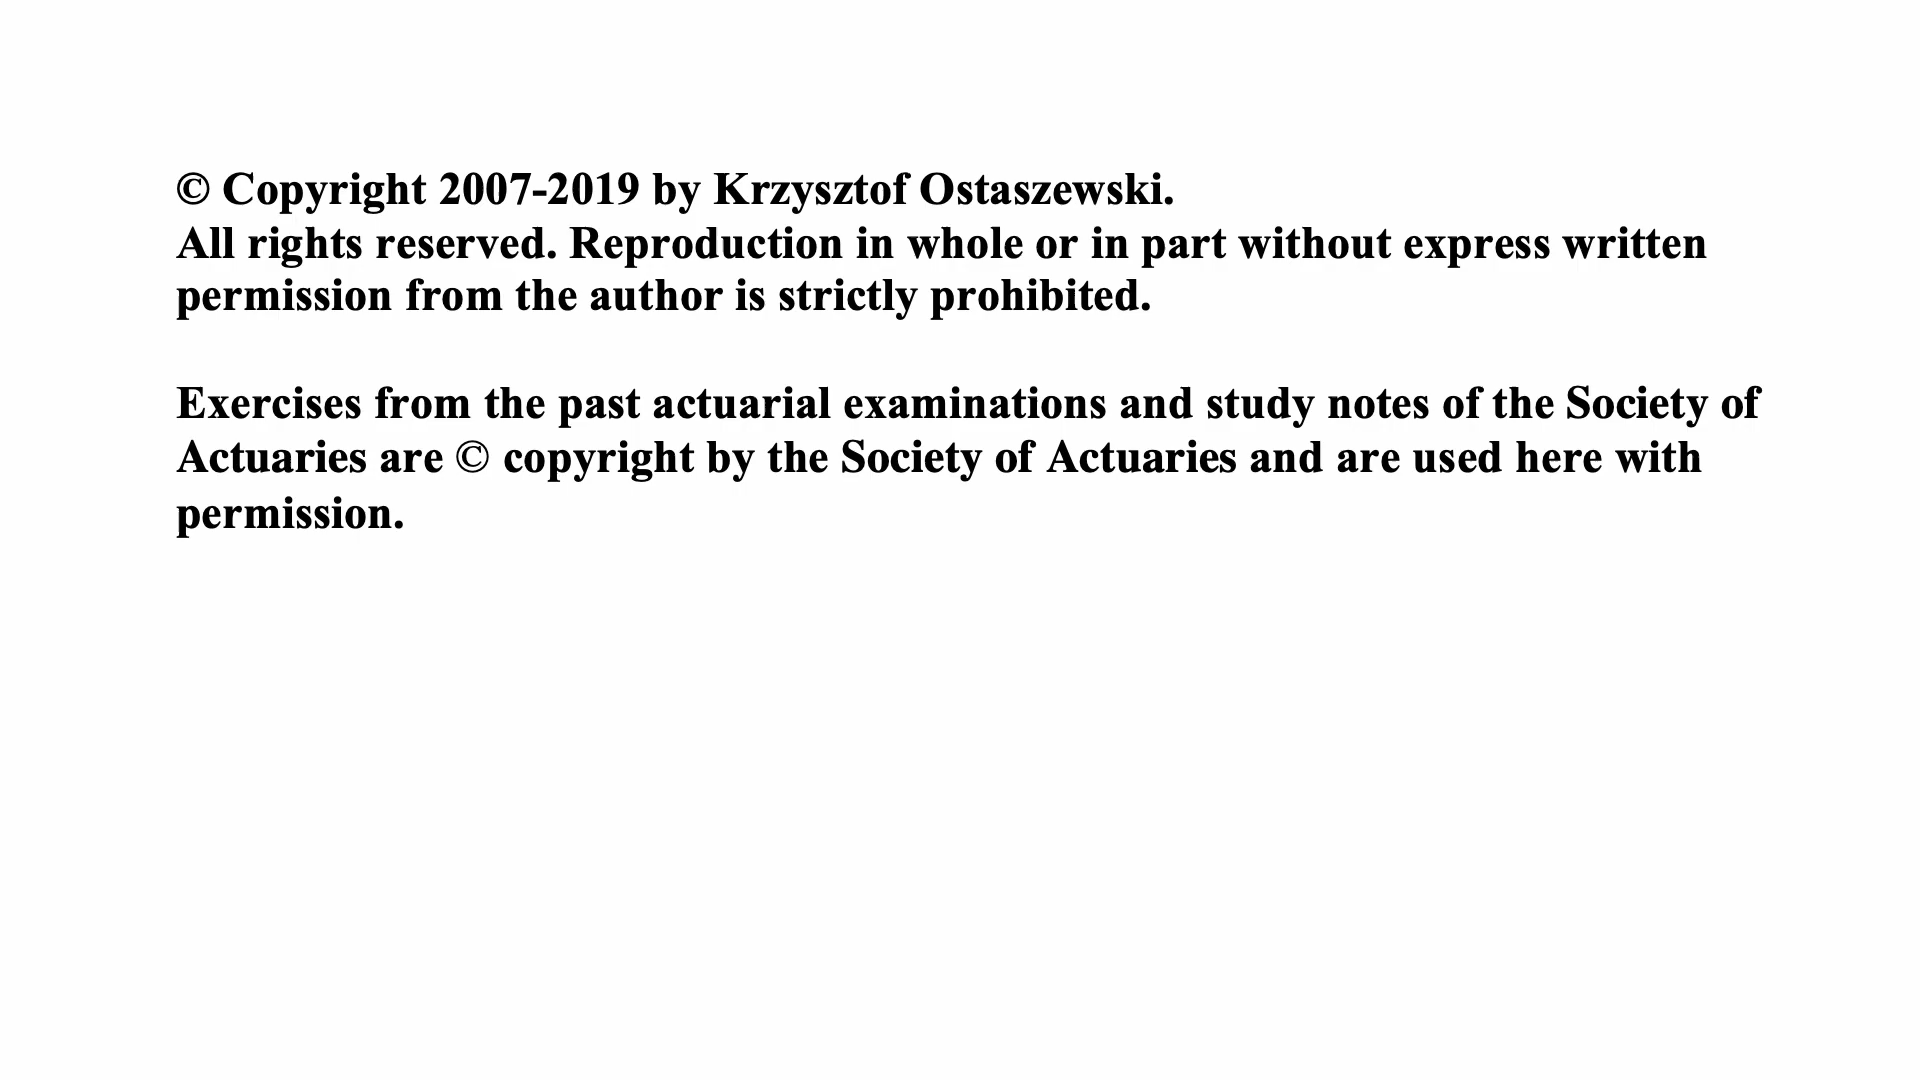 © Copyright 2007-2019 by Krzysztof Ostaszewski.
All rights reserved. Reproduction in whole or in part without express written
permission from the author is strictly prohibited.
Exercises from the past actuarial examinations and study notes of the Society of
Actuaries are © copyright by the Society of Actuaries and are used here with
permission.